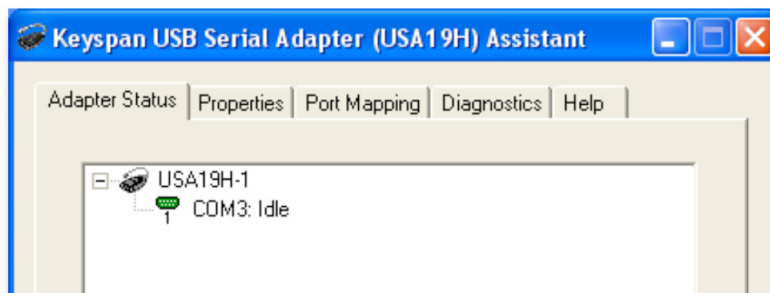 Keyspan USB Serial Adapter (USA19H) Assistant
Adapter Status Properties Port Mapping Diagnostics Help
USA19H-1
1 COM3: Idle